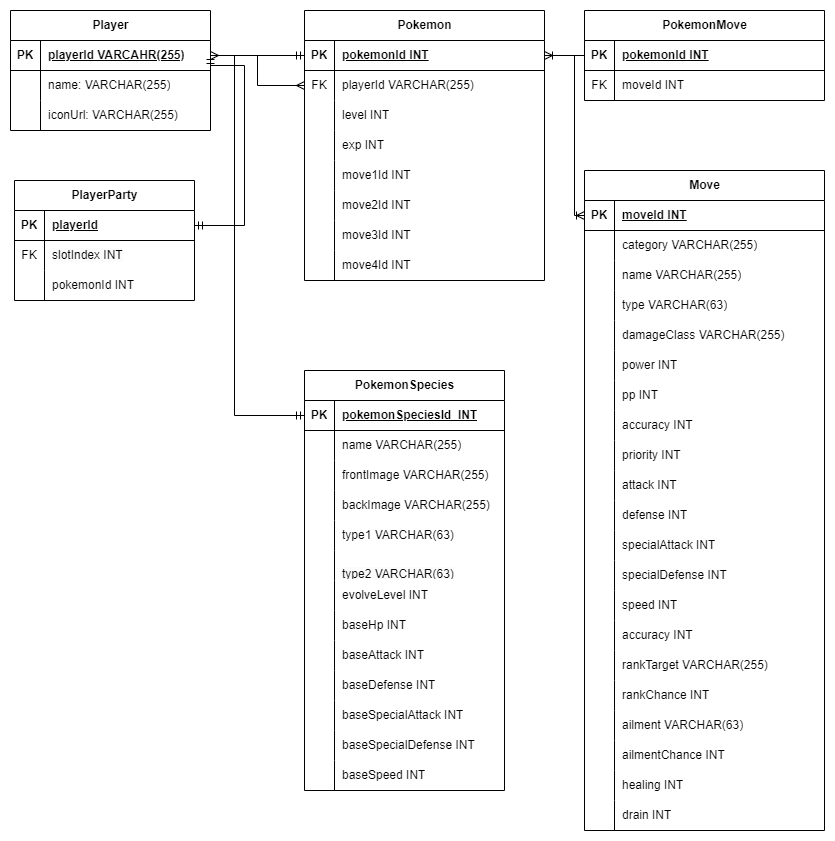 Player
PK playerId VARCAHR(255)
name: VARCHAR(255)
iconUrl: VARCHAR(255)
PlayerParty
PK playerId
FK slotIndex INT
pokemonId INT
Pokemon
PK pokemonId INT
FK playerId VARCHAR(255)
level INT
exp INT
move1Id INT
move2Id INT
move3Id INT
move4Id INT
PokemonSpecies
PK pokemonSpeciesId INT
name VARCHAR(255)
frontImage VARCHAR(255)
backImage VARCHAR(255)
type1 VARCHAR(63)
type2 VARCHAR(63)
evolveLevel INT
baseHp INT
baseAttack INT
baseDefense INT
baseSpecialAttack INT
baseSpecialDefense INT
baseSpeed INT
PokemonMove
PK pokemonId INT
FK moveId INT
Move
PK moveId INT
category VARCHAR(255)
name VARCHAR(255)
type VARCHAR(63)
damageClass VARCHAR(255)
power INT
pp INT
accuracy INT
priority INT
attack INT
defense INT
specialAttack INT
specialDefense INT
speed INT
accuracy INT
rankTarget VARCHAR(255)
rankChance INT
ailment VARCHAR(63)
ailmentChance INT
healing INT
drain INT